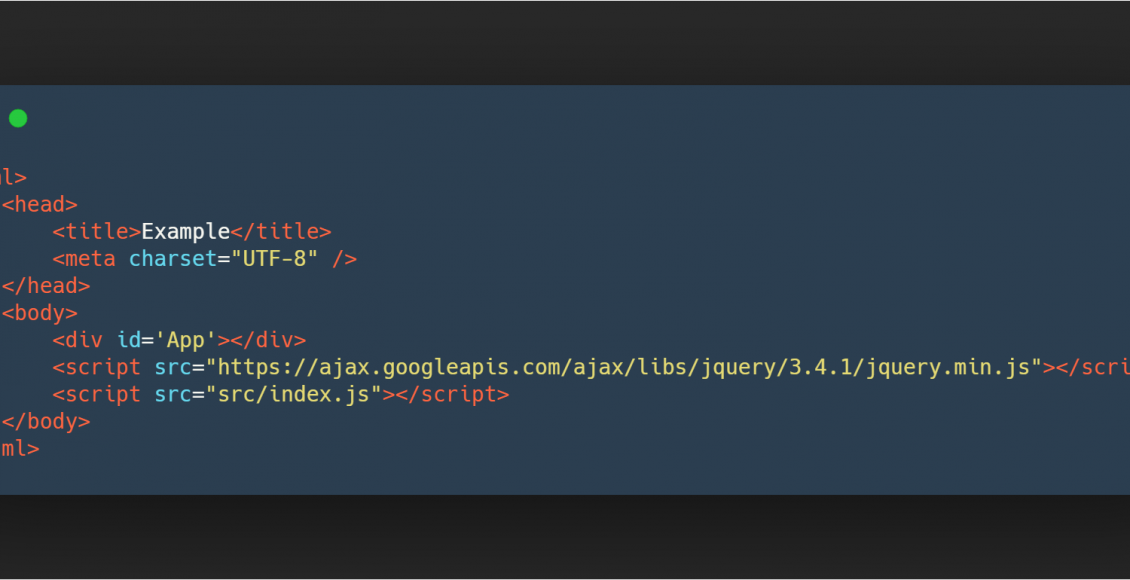 l>
<head>
<title>Example</title>
<meta charset="UTF-8" />
</head>
<body>
<div id='App'></div>
<script src="https://ajax.googleapis.com/ajax/libs/jquery/3.4.1/jquery.min.js"></scri
<script src="src/index.js"></script>
</body>
ml>